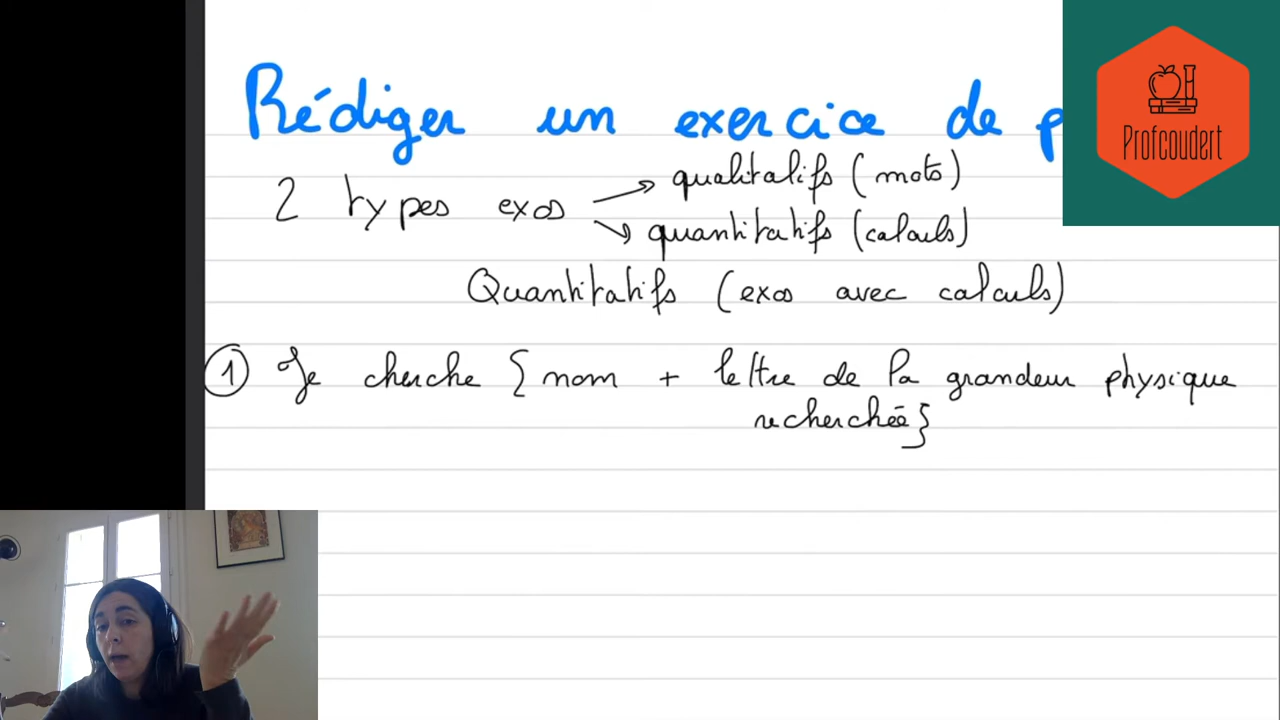 Rédiger un exercice de p
Profcoudert
2 types exos qualitatifs (mots)
quantitatifs (calculs)
Quantitatifs (exos avec calculs)
① Je cherche { nom + lettre de la grandeur physique
recherchée}